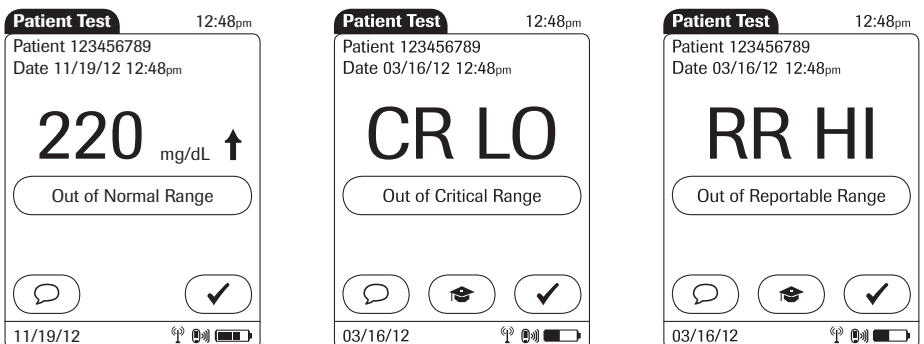 Patient Test 12:48pm
Patient 123456789
Date 11/19/12 12:48pm
220 mg/dL
Out of Normal Range
11/19/12
Patient Test 12:48pm
Patient 123456789
Date 03/16/12 12:48pm
CR LO
Out of Critical Range
03/16/12
Patient Test 12:48pm
Patient 123456789
Date 03/16/12 12:48pm
RR HI
Out of Reportable Range
03/16/12